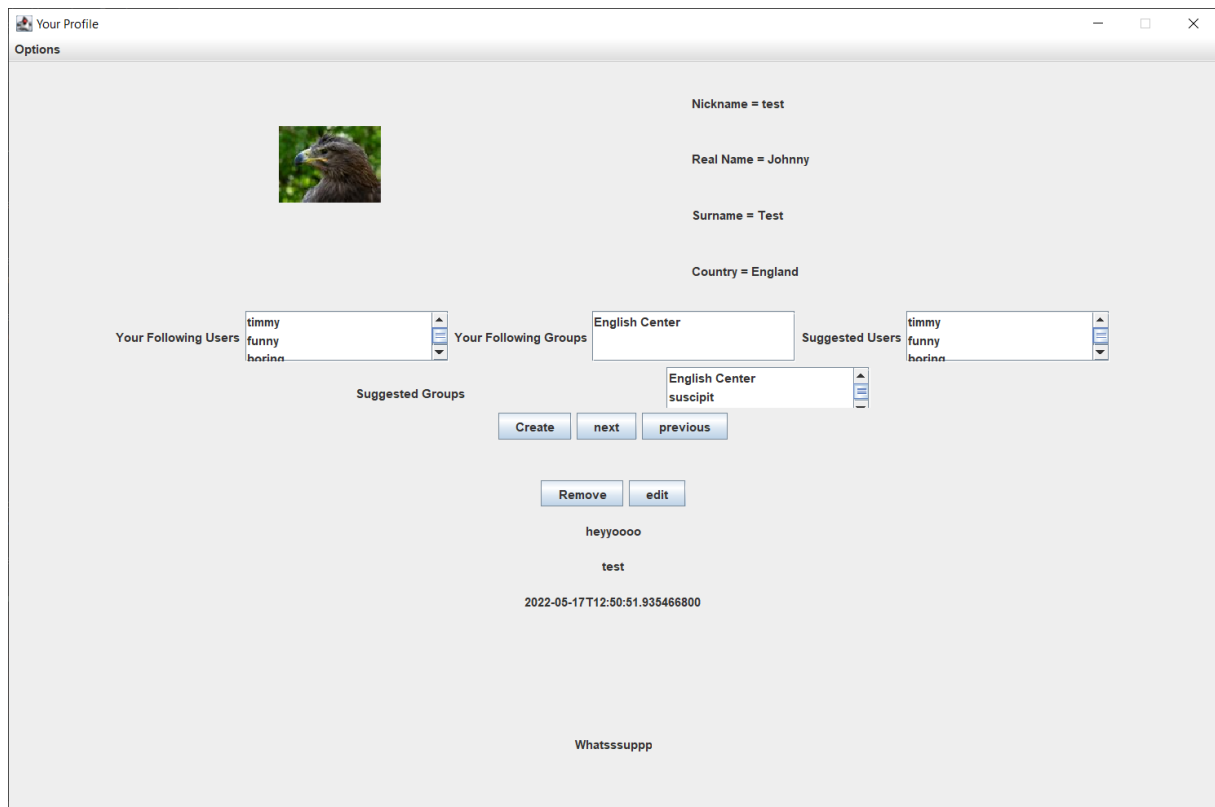 Your Profile
Options
Nickname = test
Real Name = Johnny
Surname = Test
Country = England
Your Following Users
timmy
funny
boring
Your Following Groups
English Center
Suggested Users
timmy
funny
boring
Suggested Groups
English Center
suscipit
Create next previous
Remove edit
heyyoooo
test
2022-05-17T12:50:51.935466800
Whatsssuppp